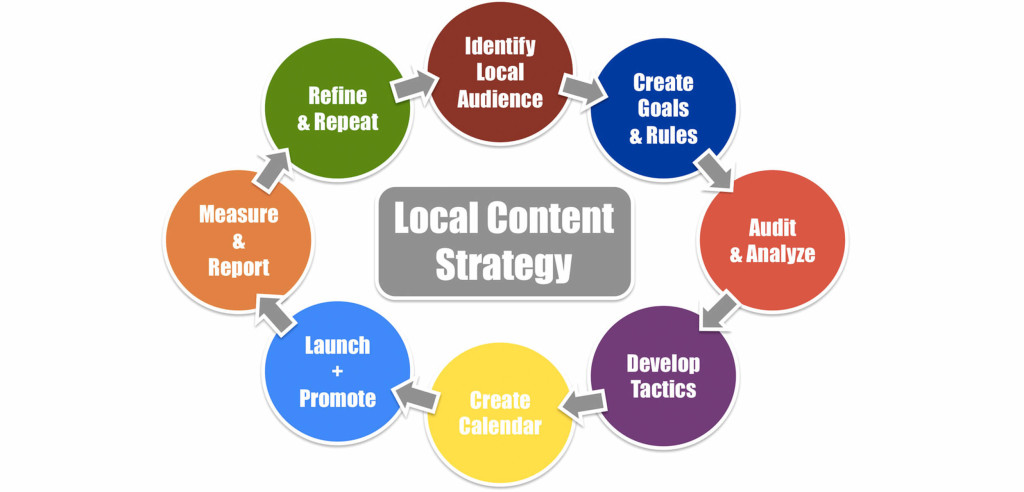 Identify
Local
Audience
Create
Goals
& Rules
Audit
& Analyze
Develop
Tactics
Create
Calendar
Launch
+
Promote
Measure
&
Report
Refine
& Repeat
Local Content
Strategy